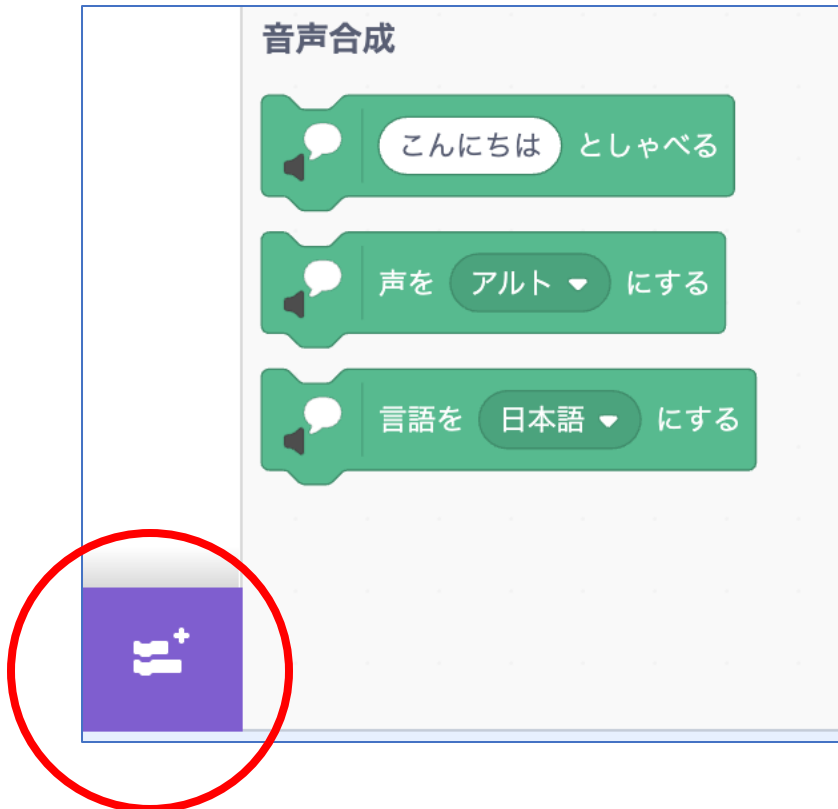 音声合成
こんにちは としゃべる
声を アルト にする
言語を 日本語 にする